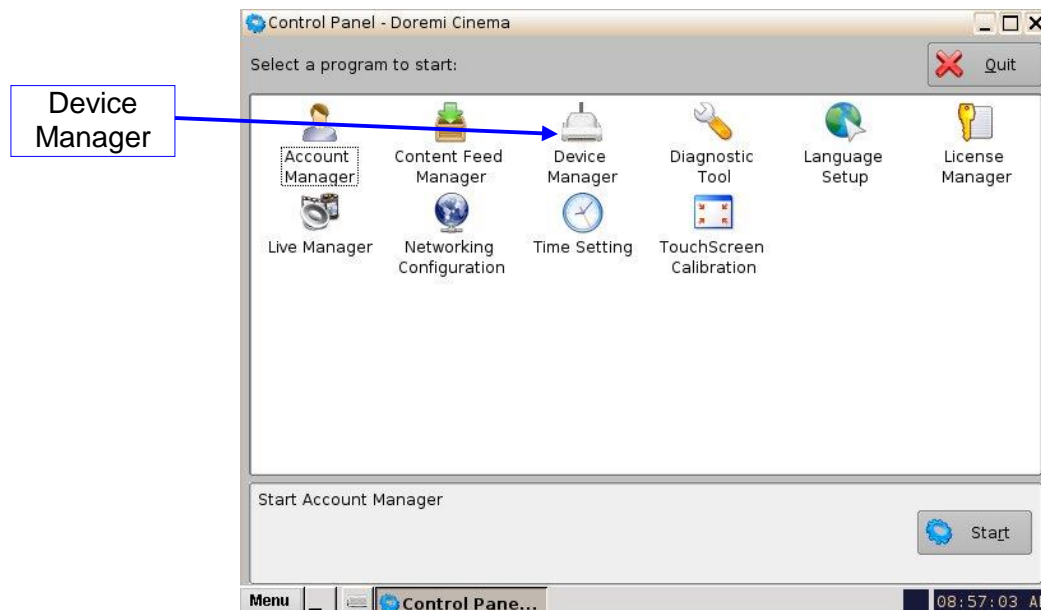 Control Panel - Doremi Cinema
Select a program to start:
Quit
Device
Manager
Account
Manager
Content Feed
Manager
Device
Manager
Diagnostic
Tool
Language
Setup
License
Manager
Live Manager
Networking
Configuration
Time Setting
TouchScreen
Calibration
Start Account Manager
Start
Menu
Control Pane...
08:57:03 A